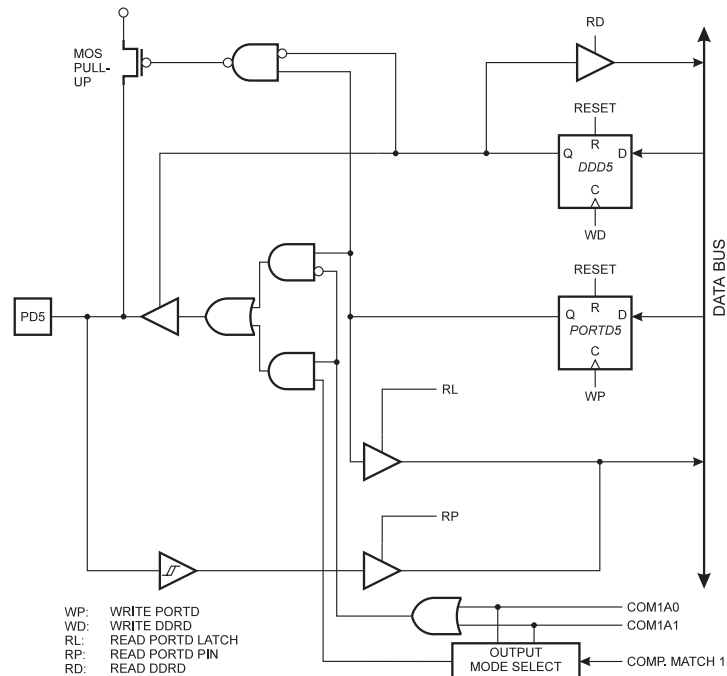 RD
MOS
PULL-
UP
RESET
R
Q
D
DDD5
C
WD
RESET
R
Q
D
PORTD5
C
WP
PD5
DATA BUS
RL
RP
WP: WRITE PORTD
WD: WRITE DDRD
RL: READ PORTD LATCH
RP: READ PORTD PIN
RD: READ DDRD
COM1A0
COM1A1
OUTPUT
MODE SELECT
COMP. MATCH 1